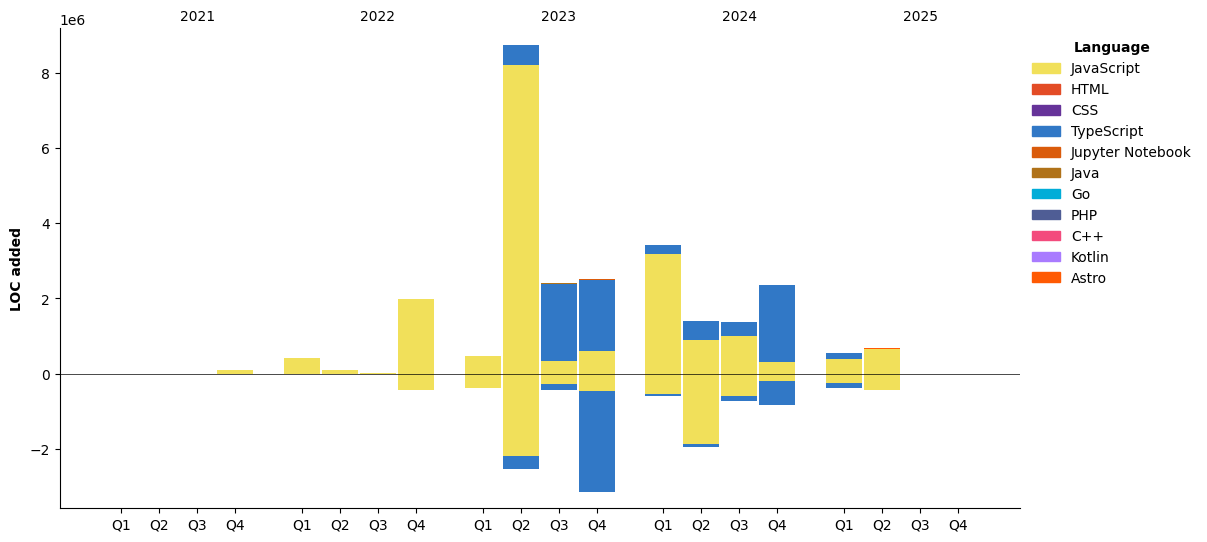 1e6
2021 2022 2023 2024 2025
Language
JavaScript
HTML
CSS
TypeScript
Jupyter Notebook
Java
Go
PHP
C++
Kotlin
Astro
LOC added
8
6
4
2
0
−2
Q1 Q2 Q3 Q4 Q1 Q2 Q3 Q4 Q1 Q2 Q3 Q4 Q1 Q2 Q3 Q4 Q1 Q2 Q3 Q4